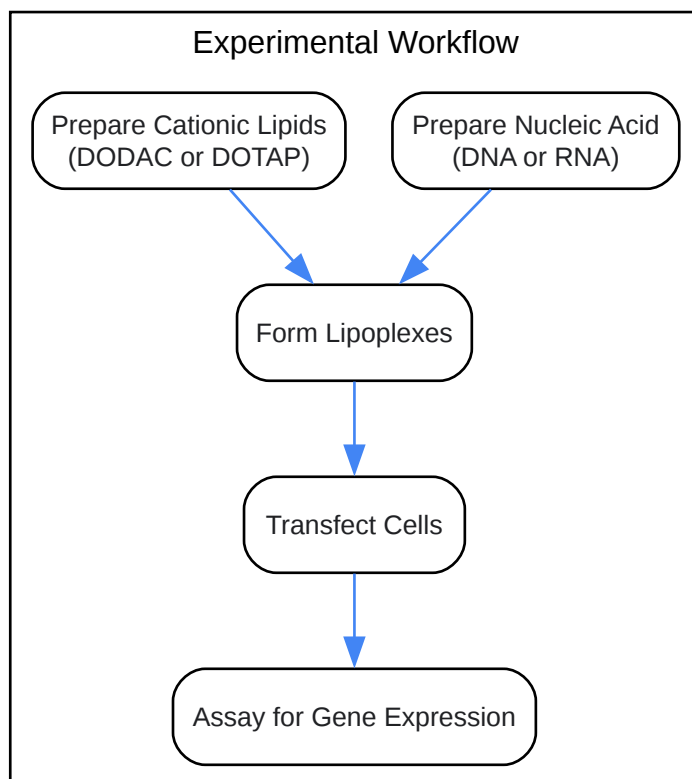 Experimental Workflow
Prepare Cationic Lipids
(DODAC or DOTAP)
Prepare Nucleic Acid
(DNA or RNA)
Form Lipoplexes
Transfect Cells
Assay for Gene Expression